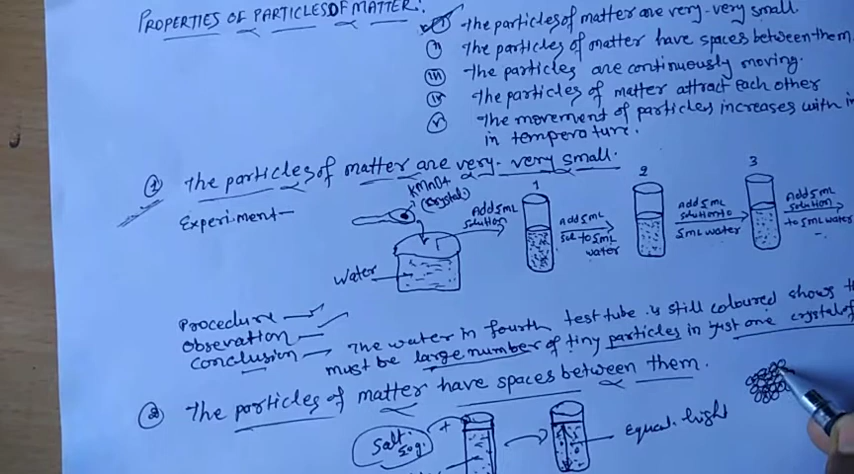 PROPERTIES OF PARTICLES OF MATTER:
(I) The particles of matter are very-very small
(II) The particles of matter have spaces between them.
(III) The particles are continuously moving.
(IV) The particles of matter attract each other
(V) The movement of particles increases with
in temperature.
(1) The particles of matter are very-very small.
Experiment-
KMnO4
(crystal)
Water
Add 5mL
solution
1
Add 5mL
sol to 5mL
water
2
Add 5mL
solution to
5mL water
3
Add 5mL
solution
to 5mL water
Procedure
Obsevation
Conclusion → The water in fourth test tube is still coloured shows
must be large number of tiny particles in just one crystal of
(2) The particles of matter have spaces between them.
Salt
50g.
+
Equal hight